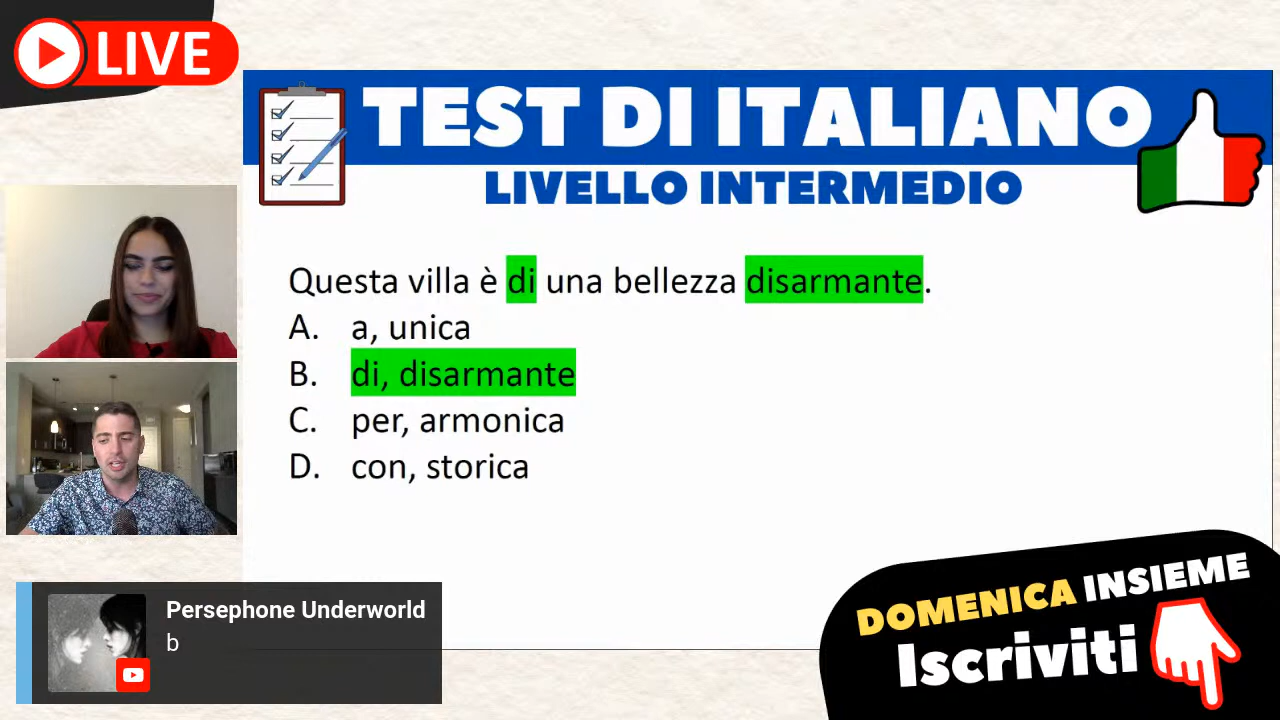 LIVE
TEST DI ITALIANO
LIVELLO INTERMEDIO
Questa villa è di una bellezza disarmante.
A. a, unica
B. di, disarmante
C. per, armonica
D. con, storica
Persephone Underworld
b
DOMENICA INSIEME
Iscriviti